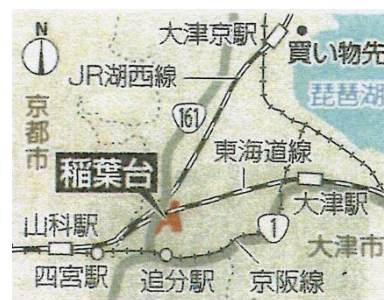 N
大津京駅
買い物先
JR湖西線
琵琶湖
京都市
161
稲葉台
東海道線
大津駅
山科駅
1
大津市
四宮駅
追分駅
京阪線